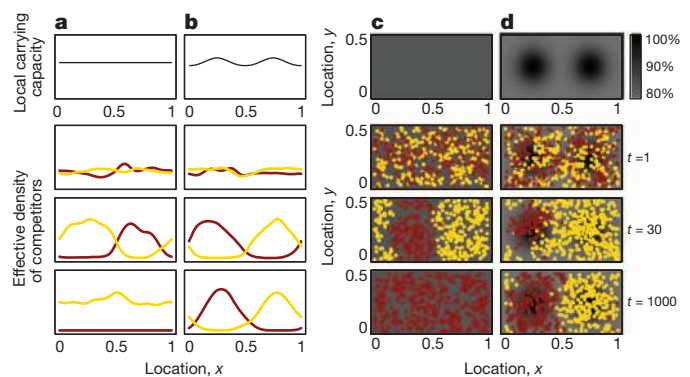 a b c d
Local carrying
capacity
0 0.5 1
0 0.5 1
Location, y
0.5
0
0 0.5 1
0 0.5 1
100%
90%
80%
Effective density
of competitors
Location, y
0.5
0
t =1
0.5
0
t = 30
0.5
0
t = 1000
0 0.5 1
0 0.5 1
0 0.5 1
0 0.5 1
Location, x
Location, x